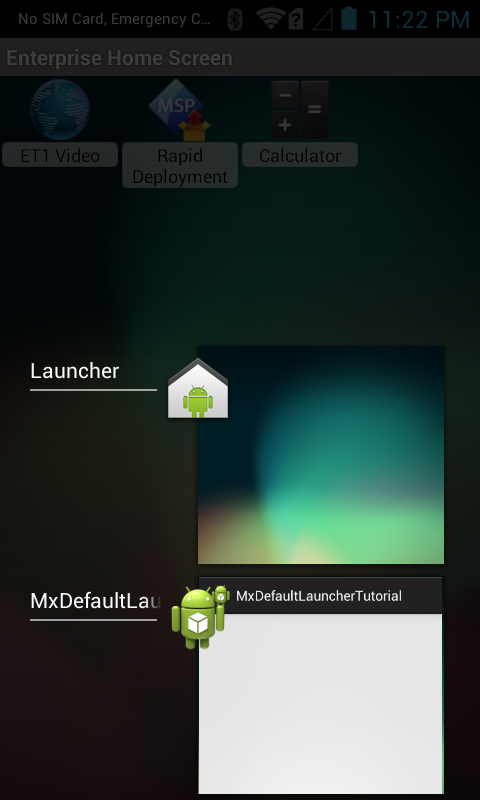 No SIM Card, Emergency C… 11:22 PM
Enterprise Home Screen
MSP
ET1 Video
Rapid
Deployment
Calculator
Launcher
MxDefaultLau
MxDefaultLauncherTutorial